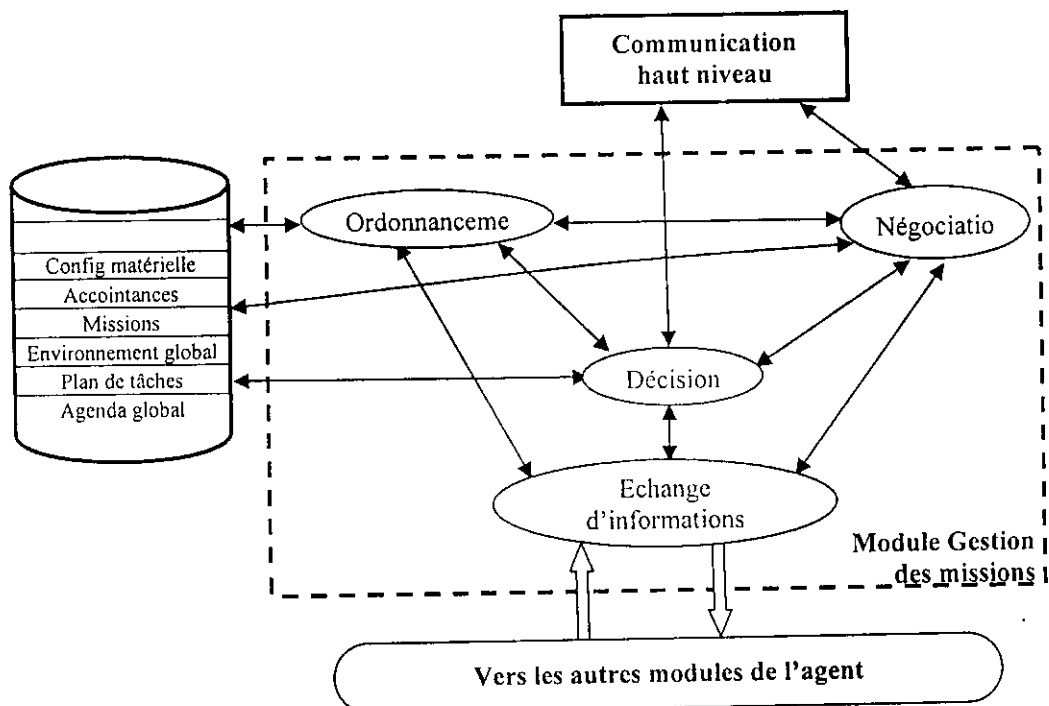 Communication
haut niveau
Ordonnanceme
Négociatio
Config matérielle
Accointances
Missions
Environnement global
Plan de tâches
Agenda global
Décision
Echange
d'informations
Module Gestion
des missions
Vers les autres modules de l'agent